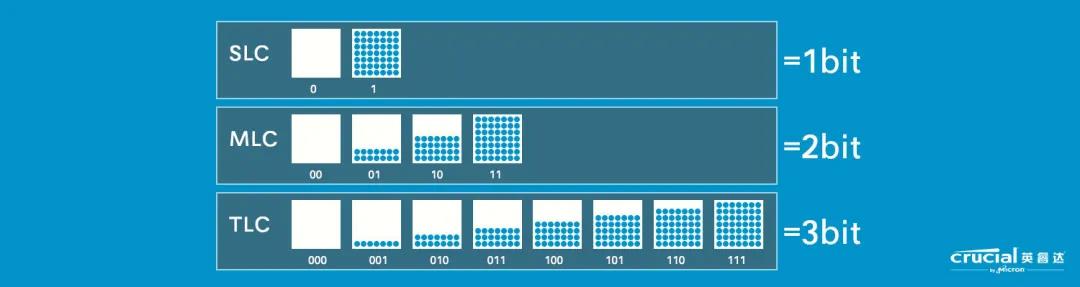 SLC
0 1
=1bit
MLC
00 01 10 11
=2bit
TLC
000 001 010 011 100 101 110 111
=3bit
crucial 英睿达
by Micron